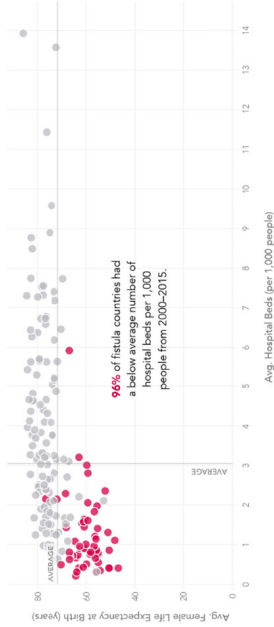 Avg. Female Life Expectancy at Birth (years)
80
60
40
20
0
AVERAGE
96% of fistula countries had
a below average number of
hospital beds per 1,000
people from 2000–2015.
AVERAGE
0
1
2
3
4
5
6
7
8
9
10
11
12
13
14
Avg. Hospital Beds (per 1,000 people)